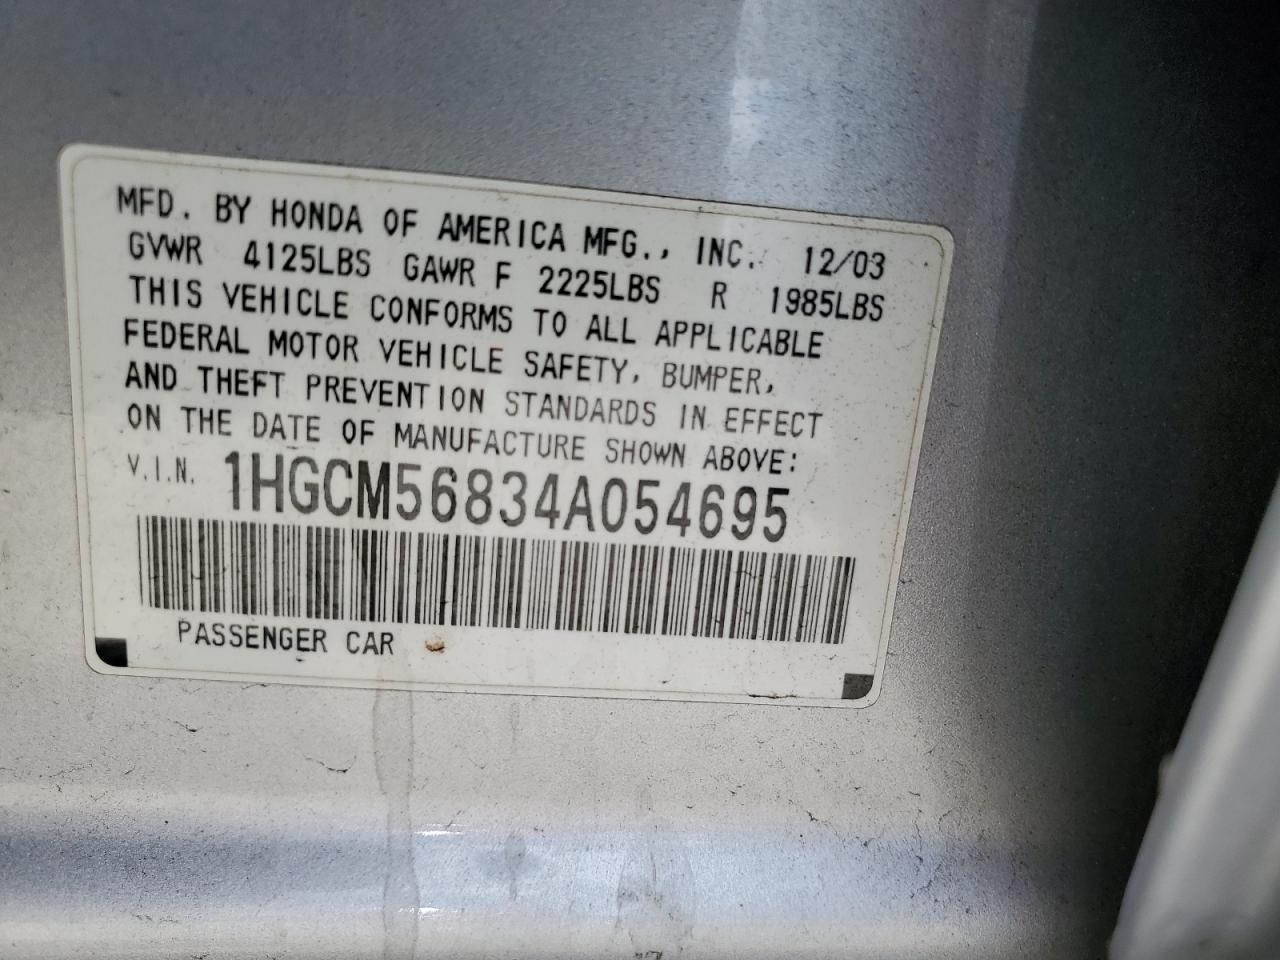 MFD. BY HONDA OF AMERICA MFG., INC. 12/03
GVWR 4125LBS GAWR F 2225LBS R 1985LBS
THIS VEHICLE CONFORMS TO ALL APPLICABLE
FEDERAL MOTOR VEHICLE SAFETY, BUMPER,
AND THEFT PREVENTION STANDARDS IN EFFECT
ON THE DATE OF MANUFACTURE SHOWN ABOVE:
V.I.N. 1HGCM56834A054695
PASSENGER CAR